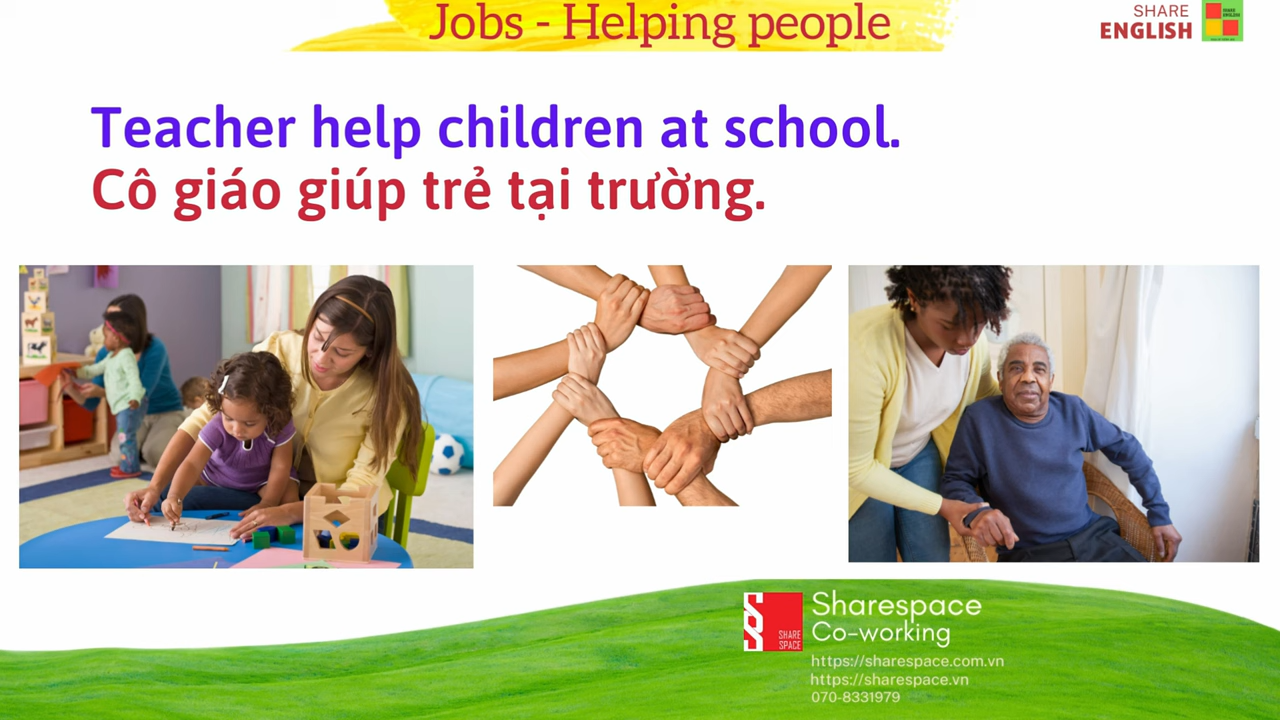 Jobs - Helping people
SHARE
ENGLISH
Teacher help children at school.
Cô giáo giúp trẻ tại trường.
SHARE
SPACE
Sharespace
Co-working
https://sharespace.com.vn
https://sharespace.vn
070-8331979